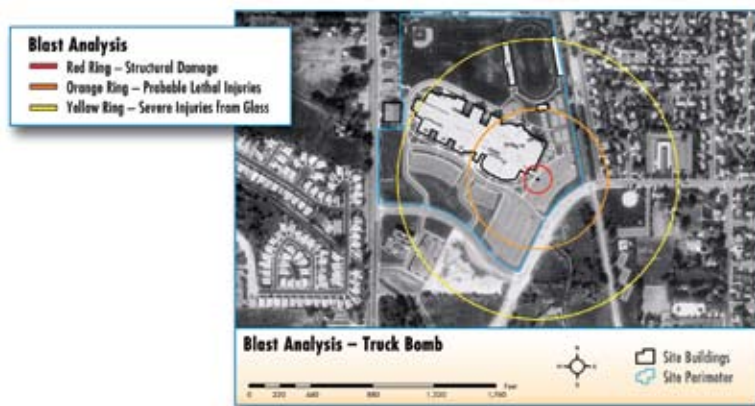 Blast Analysis
Red Ring – Structural Damage
Orange Ring – Probable Lethal Injuries
Yellow Ring – Severe Injuries from Glass
Blast Analysis – Truck Bomb
0 220 440 880 1,320 1,760 Feet
N
Site Buildings
Site Perimeter